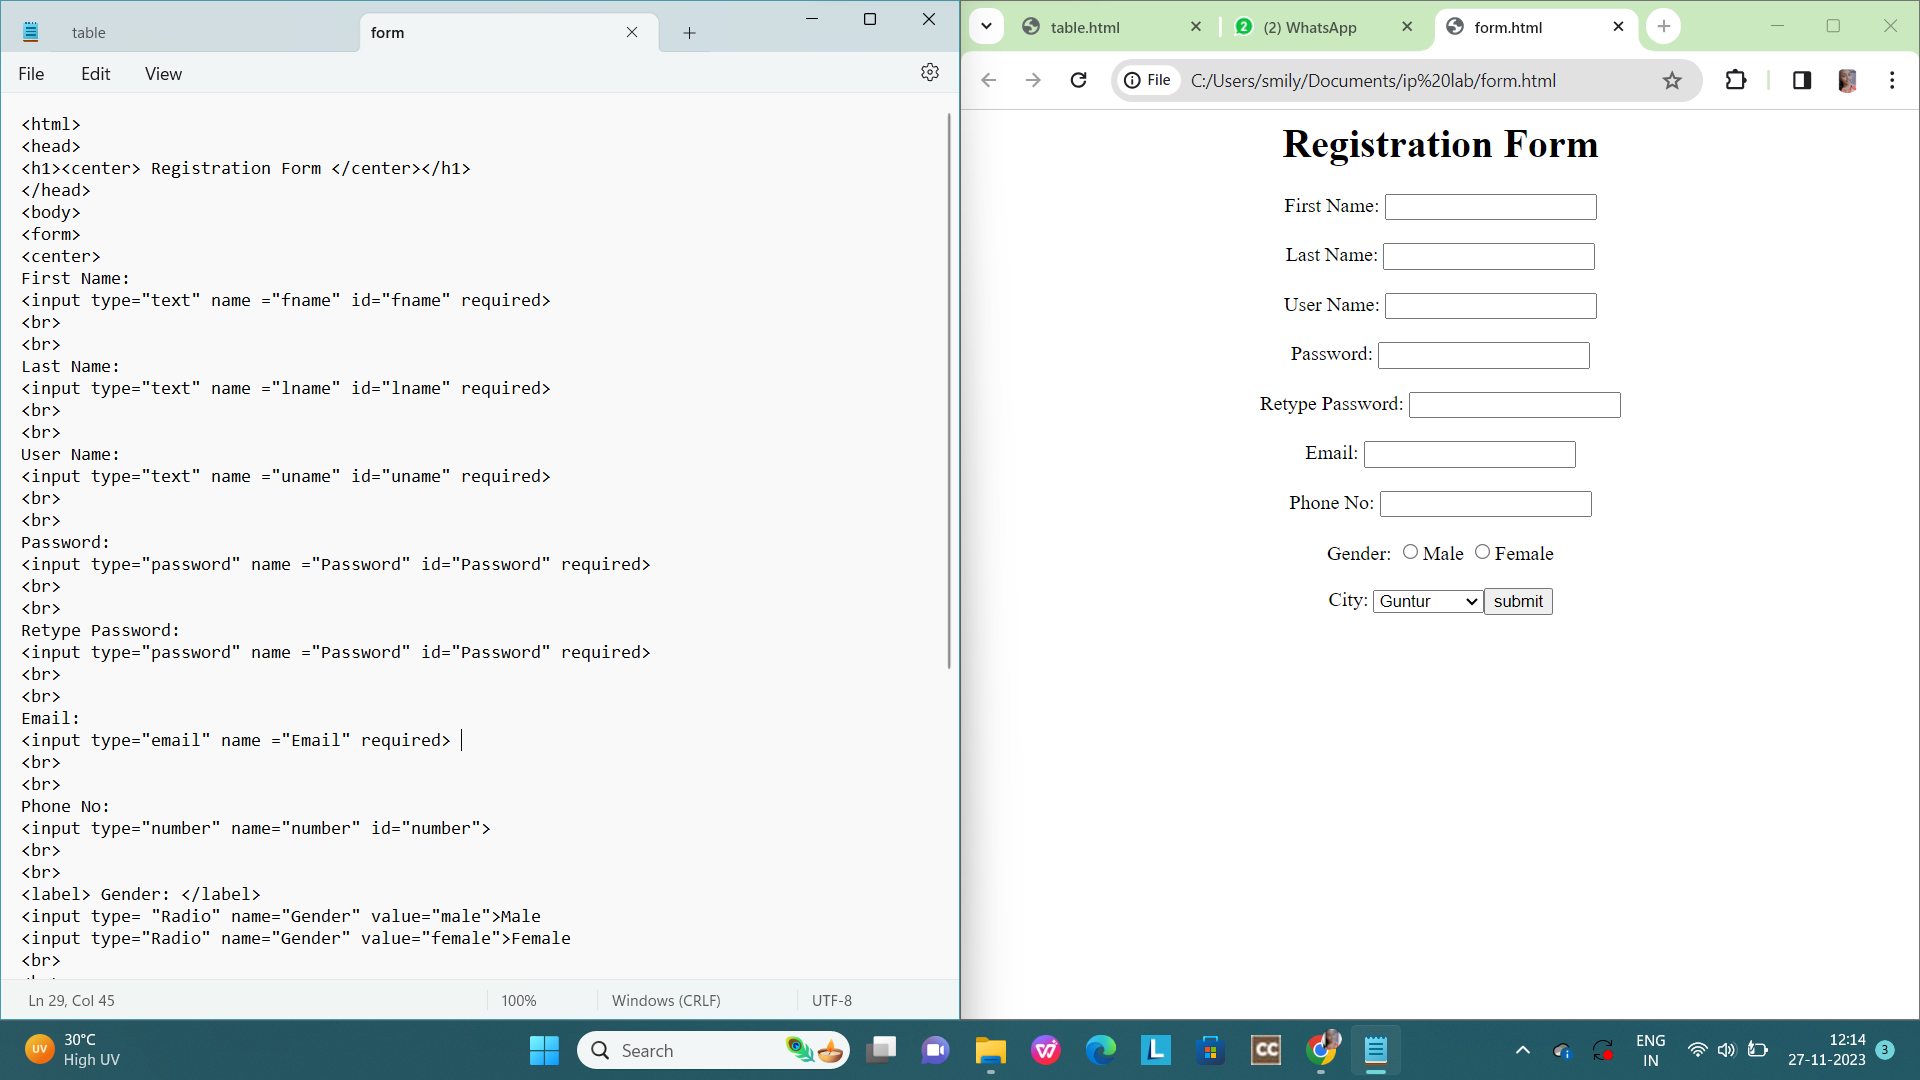 table
form
File
Edit
View
<html>
<head>
<h1><center> Registration Form </center></h1>
</head>
<body>
<form>
<center>
First Name:
<input type="text" name ="fname" id="fname" required>
<br>
<br>
Last Name:
<input type="text" name ="lname" id="lname" required>
<br>
<br>
User Name:
<input type="text" name ="uname" id="uname" required>
<br>
<br>
Password:
<input type="password" name ="Password" id="Password" required>
<br>
<br>
Retype Password:
<input type="password" name ="Password" id="Password" required>
<br>
<br>
Email:
<input type="email" name ="Email" required>
<br>
<br>
Phone No:
<input type="number" name="number" id="number">
<br>
<br>
<label> Gender: </label>
<input type= "Radio" name="Gender" value="male">Male
<input type="Radio" name="Gender" value="female">Female
<br>
Ln 29, Col 45
100%
Windows (CRLF)
UTF-8
table.html
2
(2) WhatsApp
form.html
File
C:/Users/smily/Documents/ip%20lab/form.html
Registration Form
First Name:
Last Name:
User Name:
Password:
Retype Password:
Email:
Phone No:
Gender: Male Female
City: Guntur submit
UV
30°C
High UV
Search
L
CC
ENG
IN
12:14
27-11-2023
3